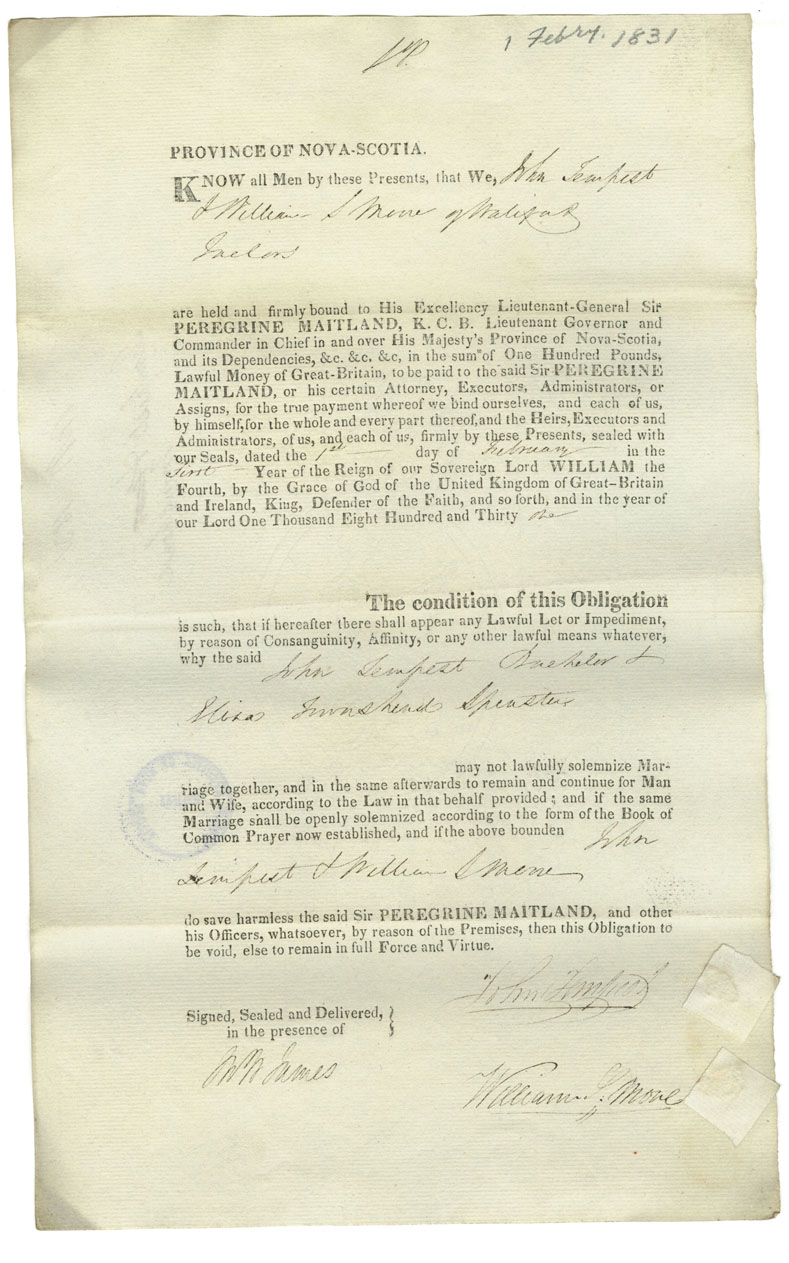 1 Febry. 1831
PROVINCE OF NOVA-SCOTIA.
KNOW all Men by these Presents, that We, John Tempest
& William S Mone of Halifax
Taelors
are held and firmly bound to His Excellency Lieutenant-General Sir
PEREGRINE MAITLAND, K. C. B. Lieutenant Governor and
Commander in Chief in and over His Majesty's Province of Nova-Scotia,
and its Dependencies, &c. &c. &c, in the sum of One Hundred Pounds,
Lawful Money of Great-Britain, to be paid to the said Sir PEREGRINE
MAITLAND, or his certain Attorney, Executors, Administrators, or
Assigns, for the true payment whereof we bind ourselves, and each of us,
by himself, for the whole and every part thereof, and the Heirs, Executors and
Administrators, of us, and each of us, firmly by these Presents, sealed with
our Seals, dated the 1st day of February in the
First Year of the Reign of our Sovereign Lord WILLIAM the
Fourth, by the Grace of God of the United Kingdom of Great-Britain
and Ireland, King, Defender of the Faith, and so forth, and in the year of
our Lord One Thousand Eight Hundred and Thirty one
The condition of this Obligation
is such, that if hereafter there shall appear any Lawful Let or Impediment,
by reason of Consanguinity, Affinity, or any other lawful means whatever,
why the said John Tempest Bachelor &
Eliza Townshend Spinster
may not lawfully solemnize Mar-
riage together, and in the same afterwards to remain and continue for Man
and Wife, according to the Law in that behalf provided; and if the same
Marriage shall be openly solemnized according to the form of the Book of
Common Prayer now established, and if the above bounden John
Tempest & William S Mone
do save harmless the said Sir PEREGRINE MAITLAND, and other
his Officers, whatsoever, by reason of the Premises, then this Obligation to
be void, else to remain in full Force and Virtue.
John Tempest
Signed, Sealed and Delivered, }
in the presence of
James
William S. Mone